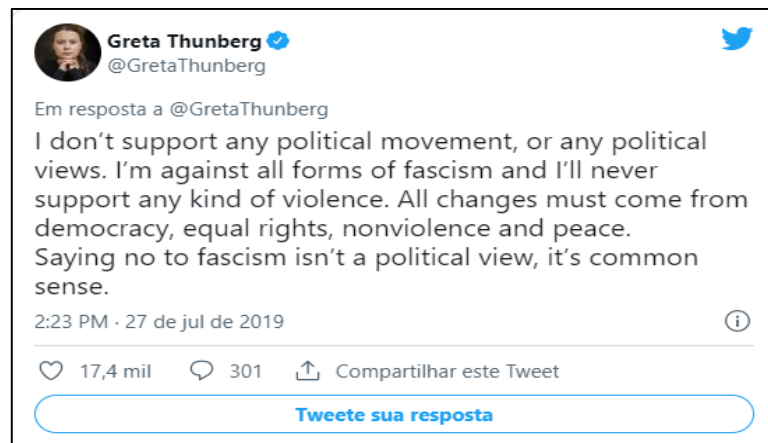 Greta Thunberg
@GretaThunberg
Em resposta a @GretaThunberg
I don’t support any political movement, or any political
views. I’m against all forms of fascism and I’ll never
support any kind of violence. All changes must come from
democracy, equal rights, nonviolence and peace.
Saying no to fascism isn’t a political view, it’s common
sense.
2:23 PM · 27 de jul de 2019
17,4 mil 301 Compartilhar este Tweet
Tweete sua resposta